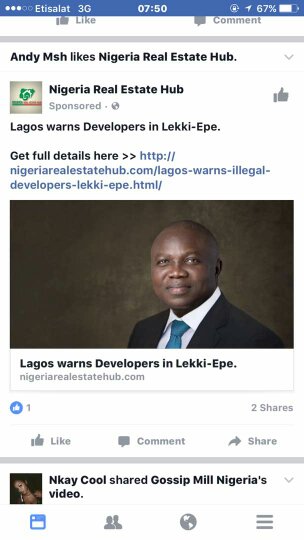 Etisalat 3G 07:50 67%
Like Comment
Andy Msh likes Nigeria Real Estate Hub.
Nigeria Real Estate Hub
Sponsored ·
Lagos warns Developers in Lekki-Epe.
Get full details here >> http://
nigeriarealestatehub.com/lagos-warns-illegal-
developers-lekki-epe.html/
Lagos warns Developers in Lekki-Epe.
nigeriarealestatehub.com
1 2 Shares
Like Comment Share
Nkay Cool shared Gossip Mill Nigeria's
video.